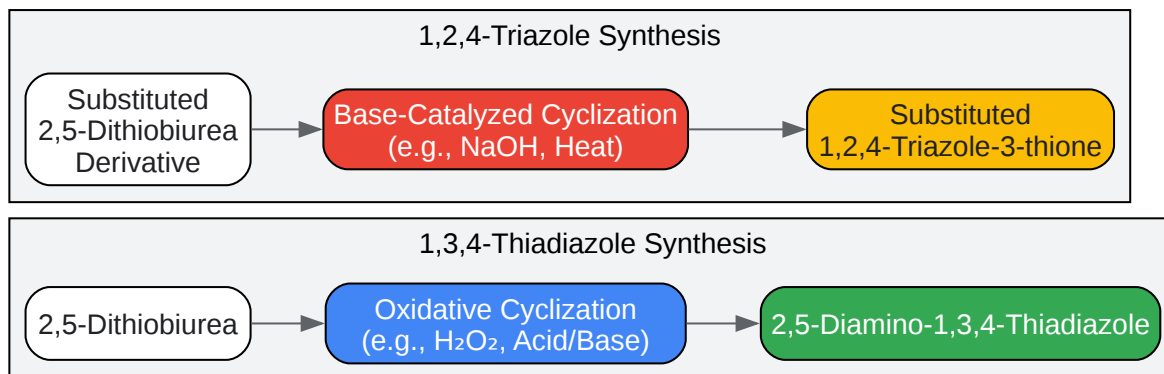 1,2,4-Triazole Synthesis
Substituted
2,5-Dithiobiurea
Derivative
Base-Catalyzed Cyclization
(e.g., NaOH, Heat)
Substituted
1,2,4-Triazole-3-thione
1,3,4-Thiadiazole Synthesis
2,5-Dithiobiurea
Oxidative Cyclization
(e.g., H₂O₂, Acid/Base)
2,5-Diamino-1,3,4-Thiadiazole